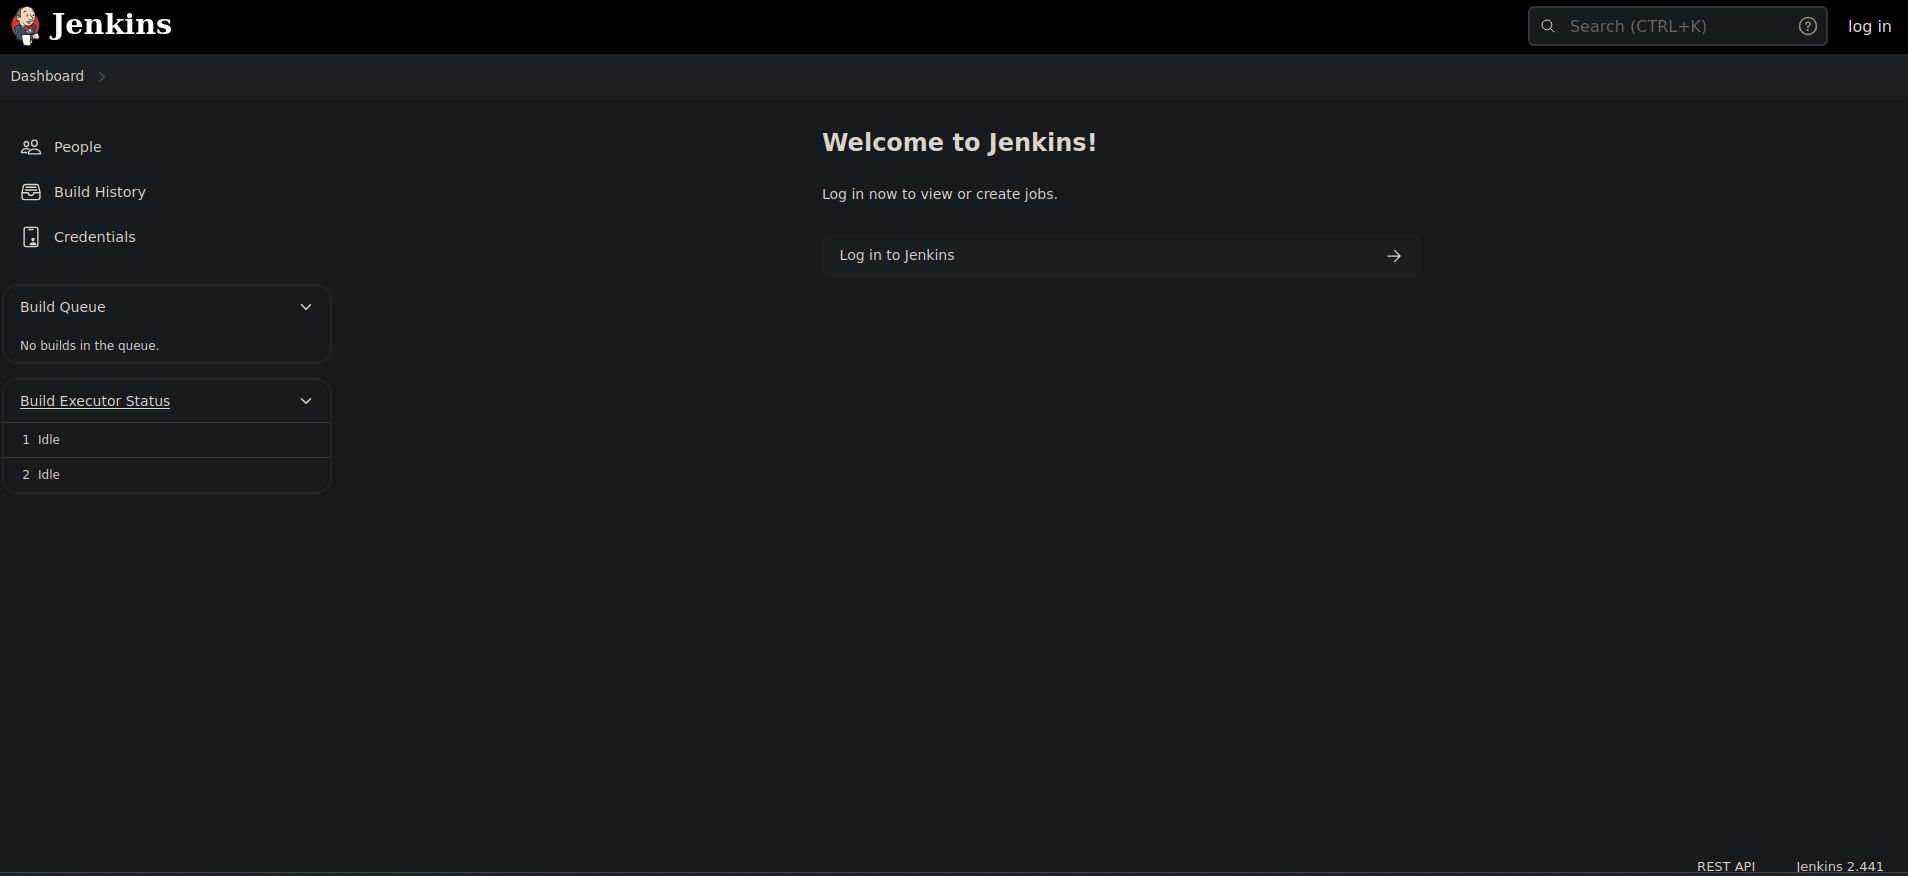 Jenkins
Search (CTRL+K)
log in
Dashboard
People
Build History
Credentials
Build Queue
No builds in the queue.
Build Executor Status
1 Idle
2 Idle
Welcome to Jenkins!
Log in now to view or create jobs.
Log in to Jenkins
REST API
Jenkins 2.441